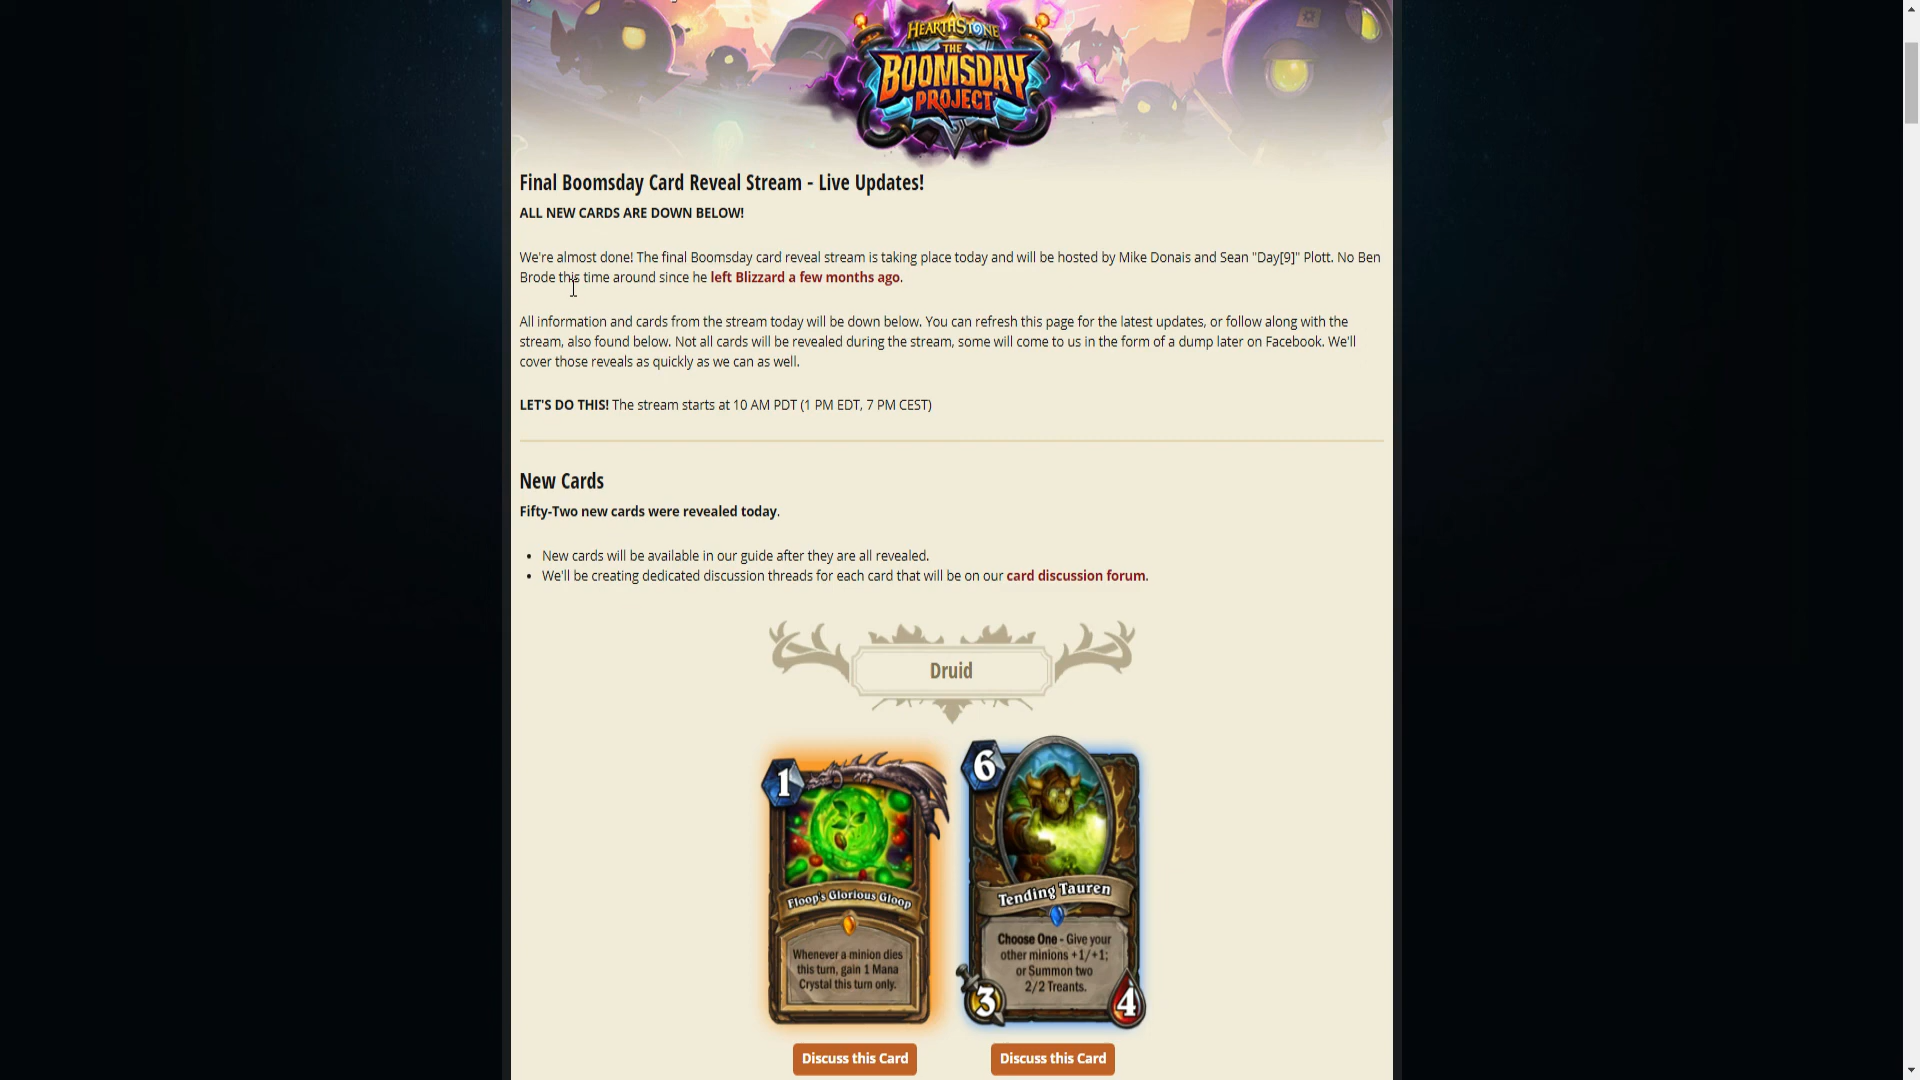 HEARTHSTONE
THE
BOOMSDAY
PROJECT
Final Boomsday Card Reveal Stream - Live Updates!
ALL NEW CARDS ARE DOWN BELOW!
We're almost done! The final Boomsday card reveal stream is taking place today and will be hosted by Mike Donais and Sean "Day[9]" Plott. No Ben
Brode this time around since he left Blizzard a few months ago.
All information and cards from the stream today will be down below. You can refresh this page for the latest updates, or follow along with the
stream, also found below. Not all cards will be revealed during the stream, some will come to us in the form of a dump later on Facebook. We'll
cover those reveals as quickly as we can as well.
LET'S DO THIS! The stream starts at 10 AM PDT (1 PM EDT, 7 PM CEST)
New Cards
Fifty-Two new cards were revealed today.
New cards will be available in our guide after they are all revealed.
We'll be creating dedicated discussion threads for each card that will be on our card discussion forum.
Druid
1
Floop's Glorious Gloop
Whenever a minion dies
this turn, gain 1 Mana
Crystal this turn only.
6
Tending Tauren
Choose One - Give your
other minions +1/+1;
or Summon two
2/2 Treants.
3
4
Discuss this Card
Discuss this Card